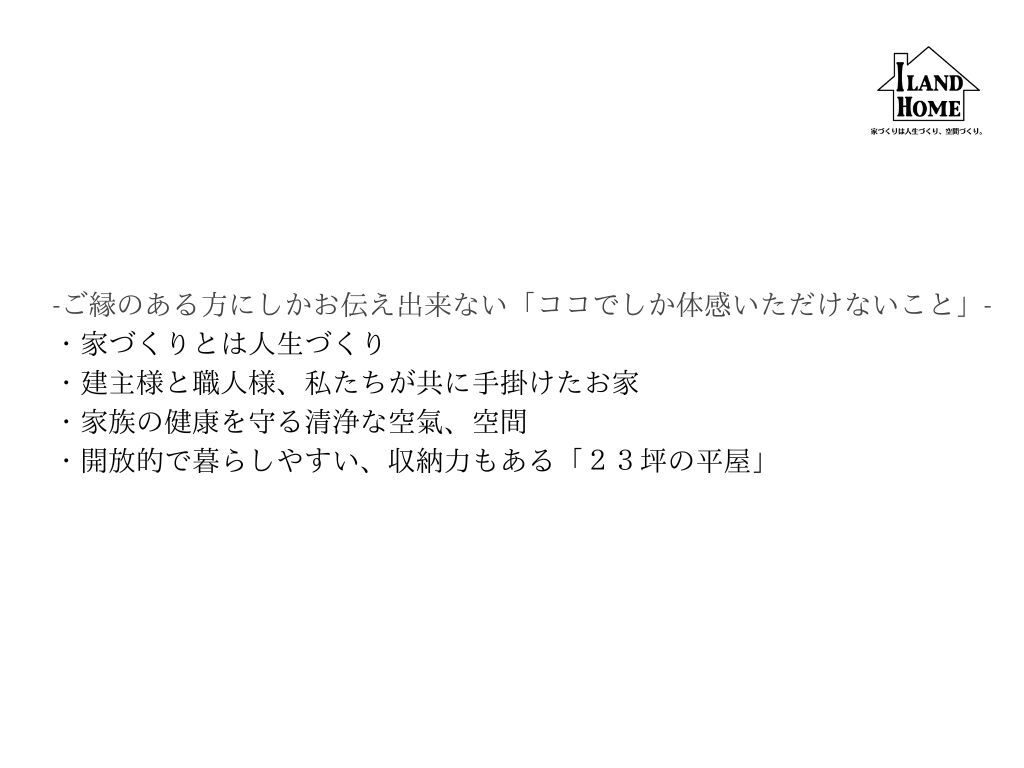 ILAND
HOME
家づくりは人生づくり、空間づくり。
-ご縁のある方にしかお伝え出来ない「ココでしか体感いただけないこと」-
・家づくりとは人生づくり
・建主様と職人様、私たちが共に手掛けたお家
・家族の健康を守る清浄な空氣、空間
・開放的で暮らしやすい、収納力もある「２３坪の平屋」